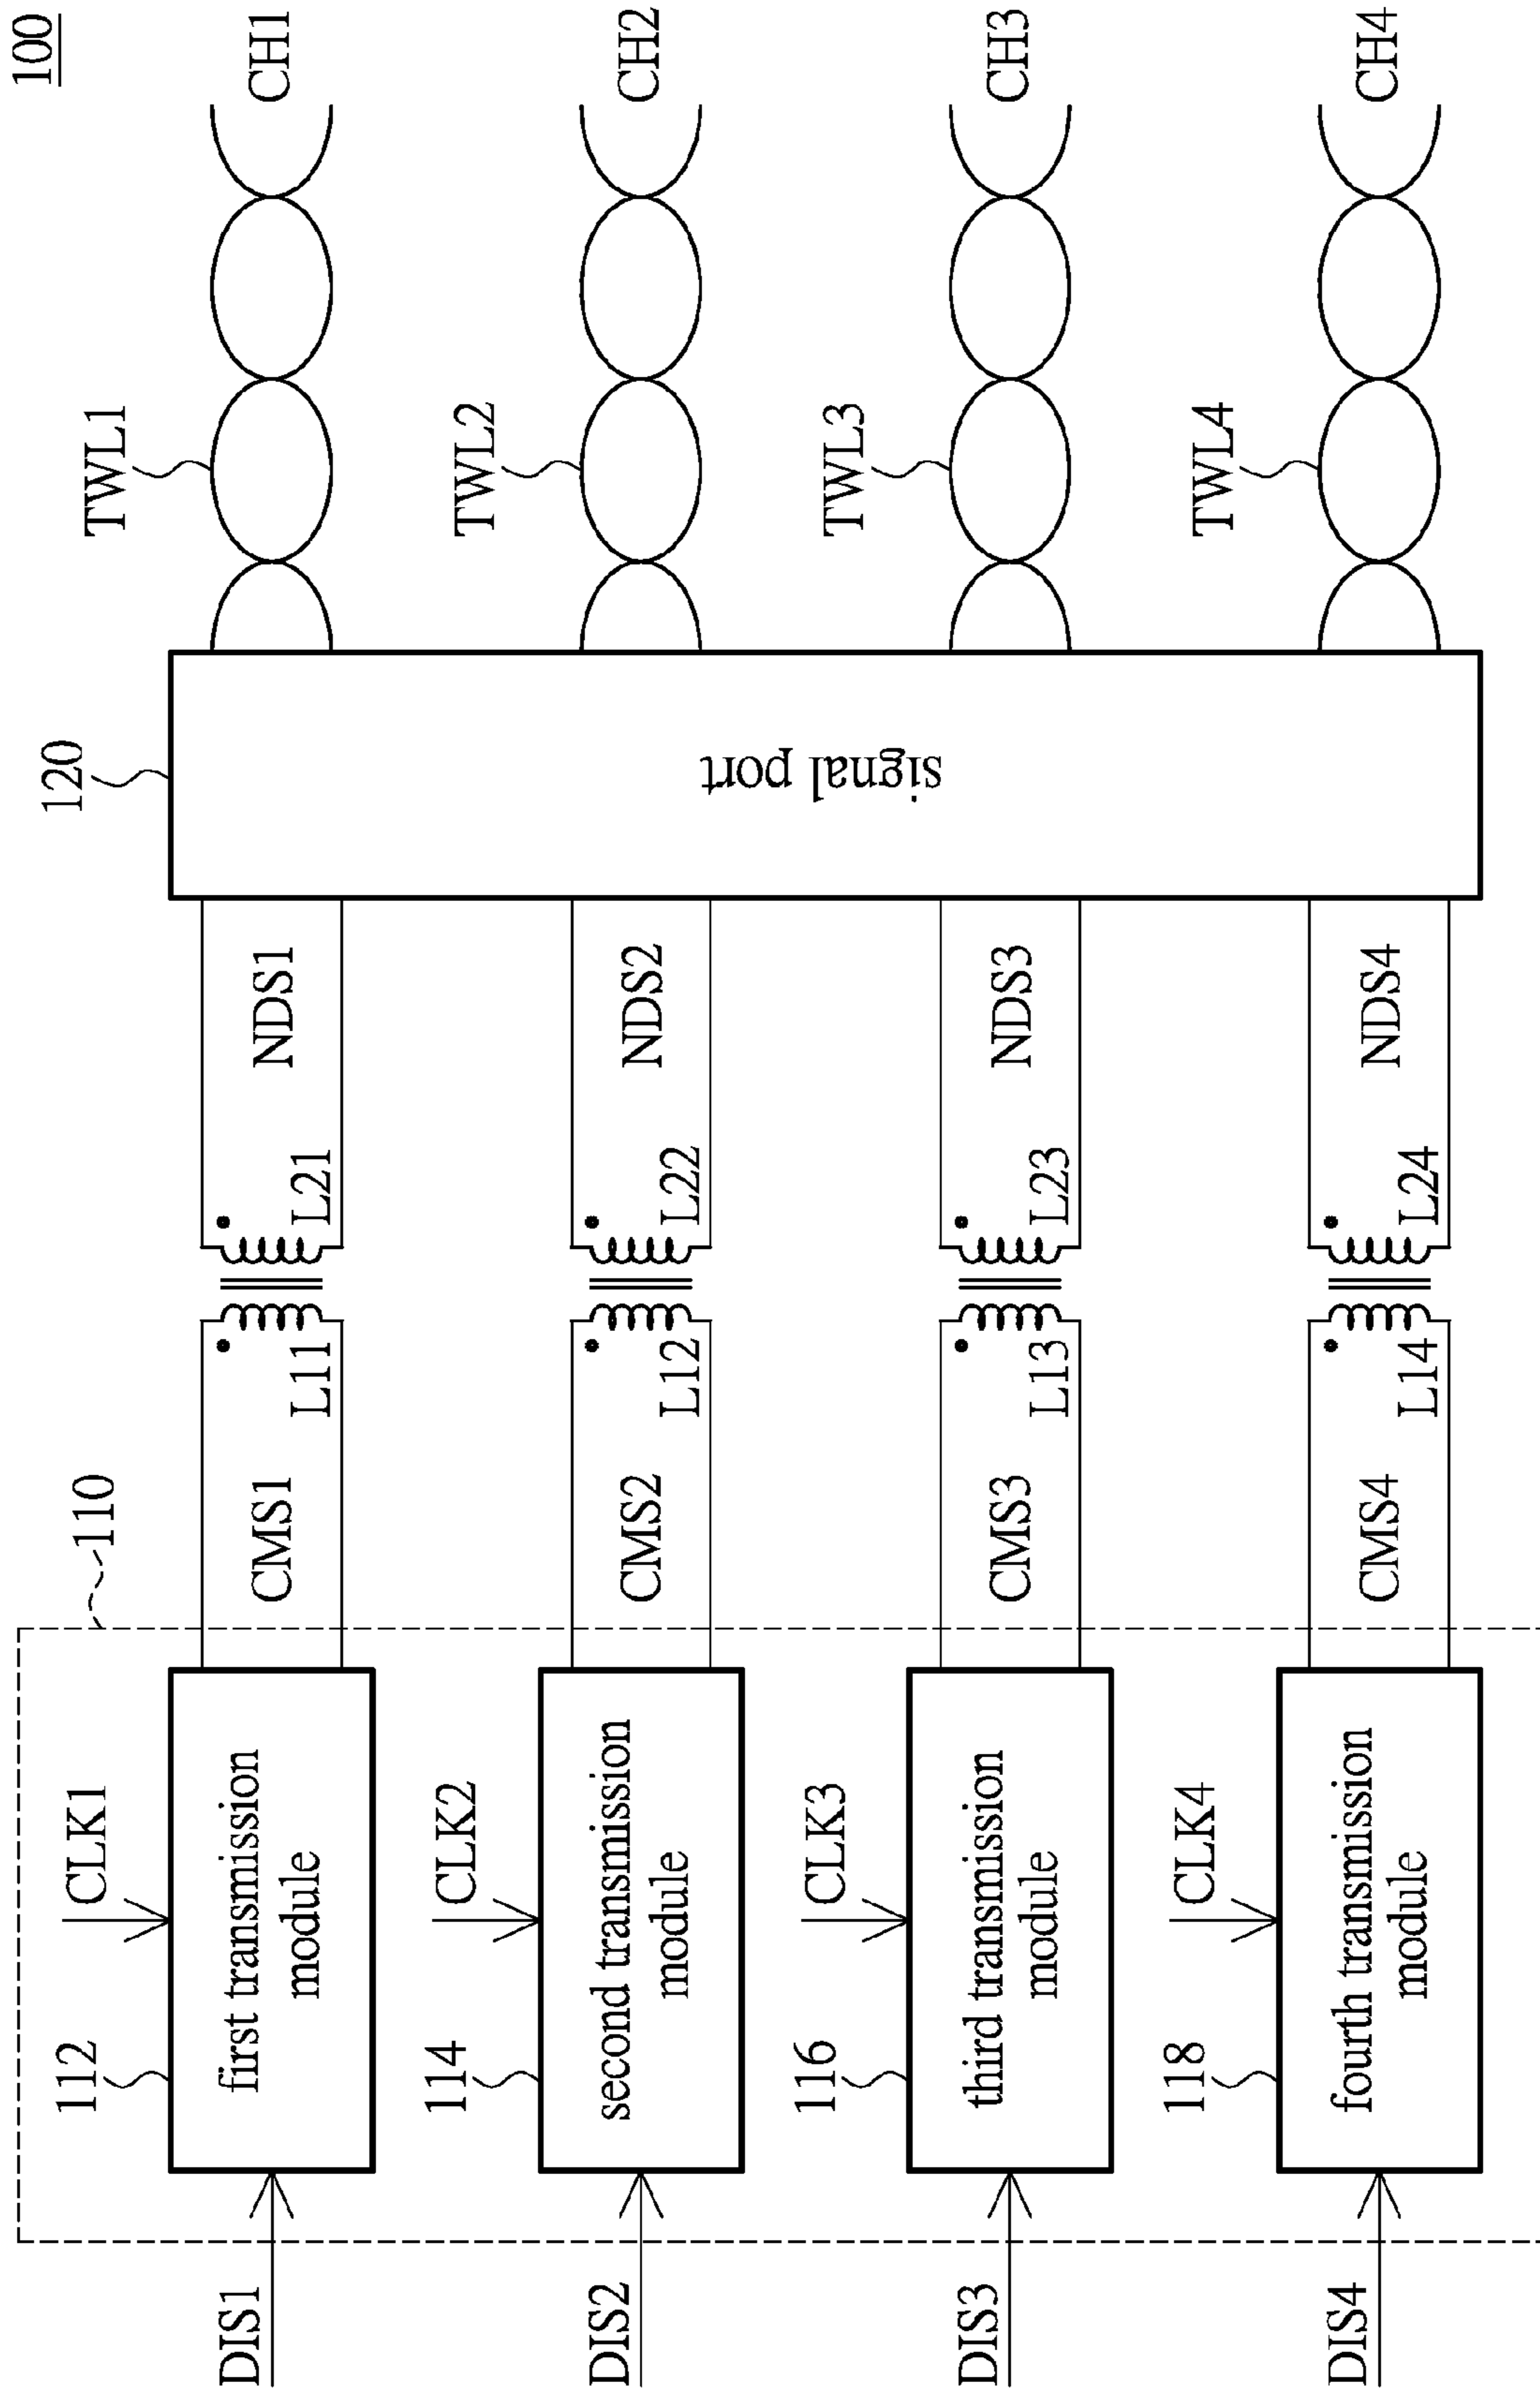 100
110
120
CLK1
112
first transmission
module
DIS1
CMS1
L11
L21
NDS1
TWL1
CH1
CLK2
114
second transmission
module
DIS2
CMS2
L12
L22
NDS2
TWL2
CH2
signal port
CLK3
116
third transmission
module
DIS3
CMS3
L13
L23
NDS3
TWL3
CH3
CLK4
118
fourth transmission
module
DIS4
CMS4
L14
L24
NDS4
TWL4
CH4